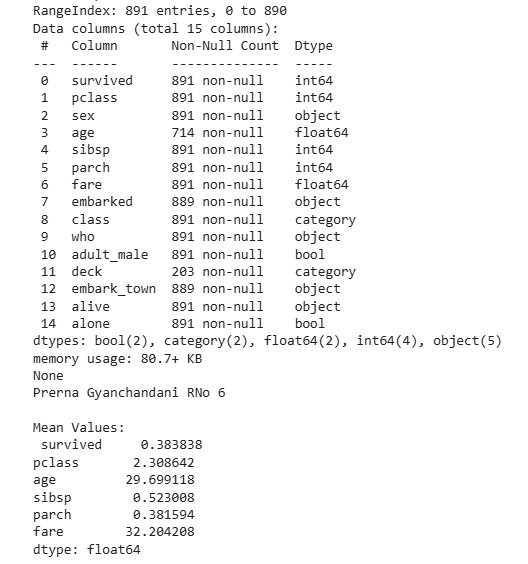 RangeIndex: 891 entries, 0 to 890
Data columns (total 15 columns):
 #   Column       Non-Null Count  Dtype
---  ------       --------------  -----
 0   survived     891 non-null    int64
 1   pclass       891 non-null    int64
 2   sex          891 non-null    object
 3   age          714 non-null    float64
 4   sibsp        891 non-null    int64
 5   parch        891 non-null    int64
 6   fare         891 non-null    float64
 7   embarked     889 non-null    object
 8   class        891 non-null    category
 9   who          891 non-null    object
 10  adult_male   891 non-null    bool
 11  deck         203 non-null    category
 12  embark_town  889 non-null    object
 13  alive        891 non-null    object
 14  alone        891 non-null    bool
dtypes: bool(2), category(2), float64(2), int64(4), object(5)
memory usage: 80.7+ KB
None
Prerna Gyanchandani RNo 6

Mean Values:
 survived     0.383838
pclass       2.308642
age         29.699118
sibsp        0.523008
parch        0.381594
fare        32.204208
dtype: float64